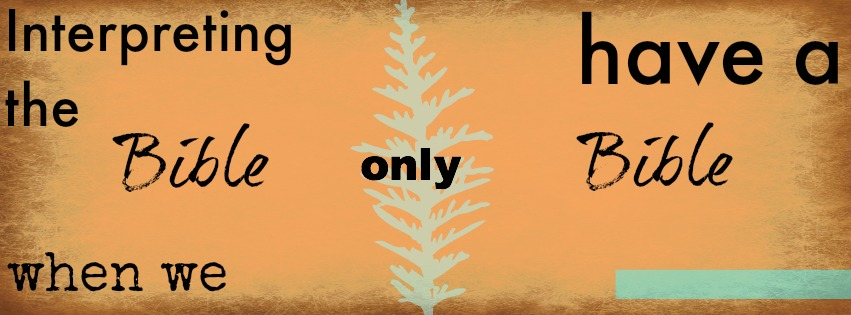 Interpreting
the
Bible
when we
only
have a
Bible